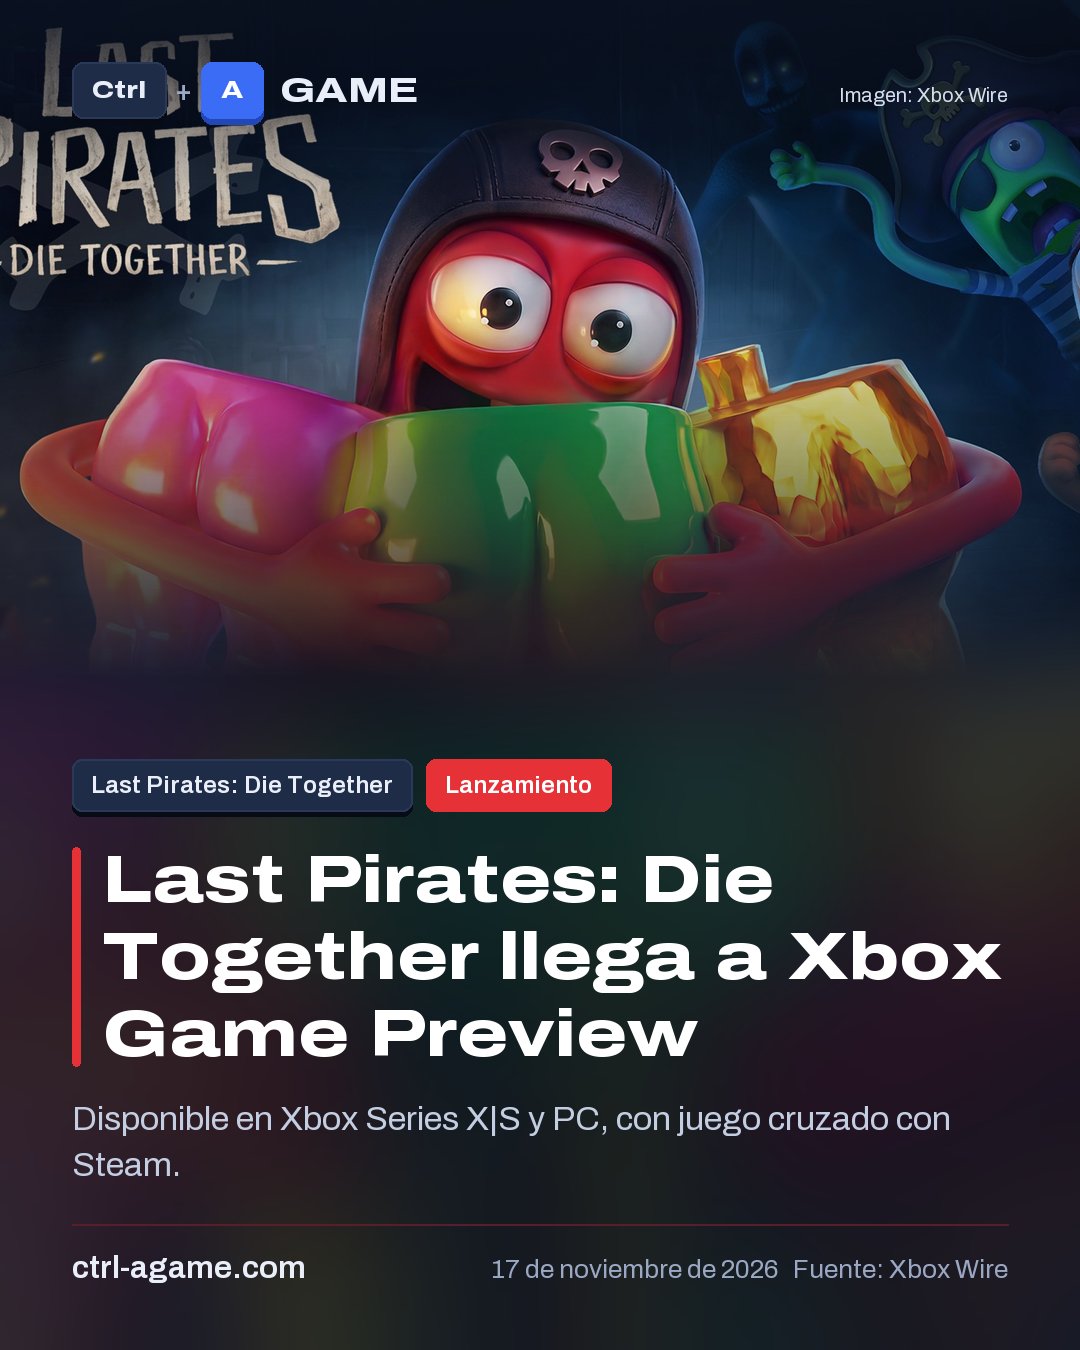 LAST
PIRATES
DIE TOGETHER
Ctrl + A GAME
Imagen: Xbox Wire
Last Pirates: Die Together
Lanzamiento
Last Pirates: Die
Together llega a Xbox
Game Preview
Disponible en Xbox Series X|S y PC, con juego cruzado con
Steam.
ctrl-agame.com
17 de noviembre de 2026 Fuente: Xbox Wire